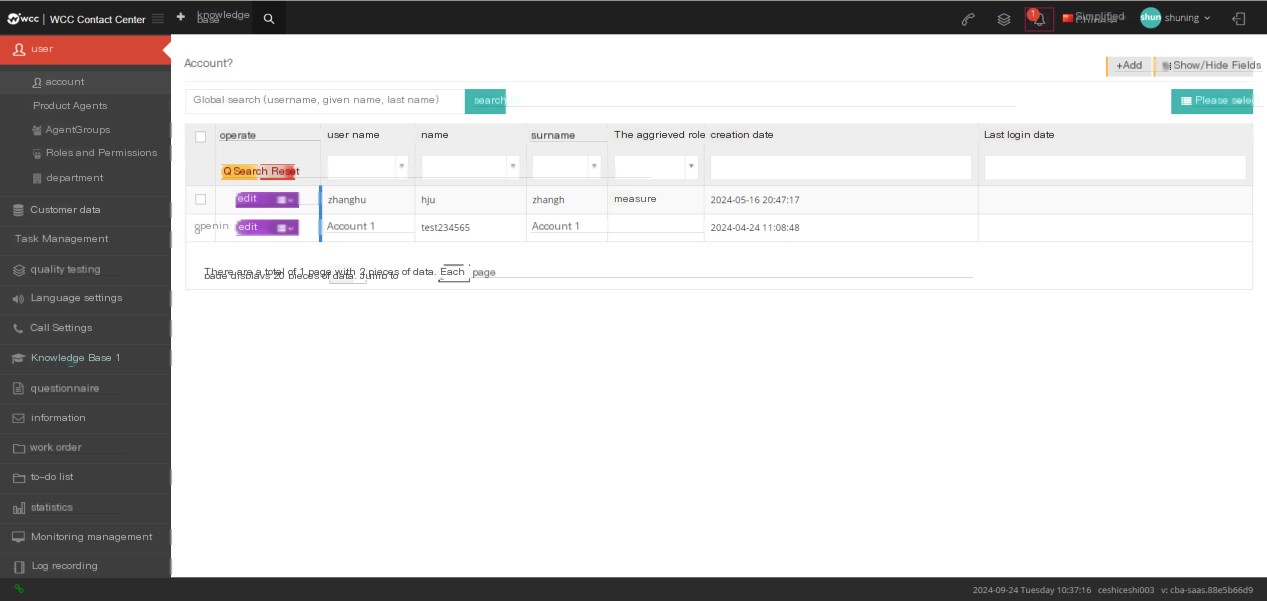 wcc | WCC Contact Center
knowledge
base
1
Simplified
shun shuning
user
account
Product Agents
AgentGroups
Roles and Permissions
department
Customer data
Task Management
quality testing
Language settings
Call Settings
Knowledge Base 1
questionnaire
information
work order
to-do list
statistics
Monitoring management
Log recording
Account?
+Add Show/Hide Fields
Global search (username, given name, last name) search
Please selec
operate user name name surname The aggrieved role creation date Last login date
Q Search Reset
edit zhanghu hju zhangh measure 2024-05-16 20:47:17
openin edit Account 1 test234565 Account 1 2024-04-24 11:08:48
There are a total of 1 page with 2 pieces of data. Each page
page displays 20 pieces of data. Jump to
2024-09-24 Tuesday 10:37:16 ceshiceshi003 v: cba-saas.88e5b66d9